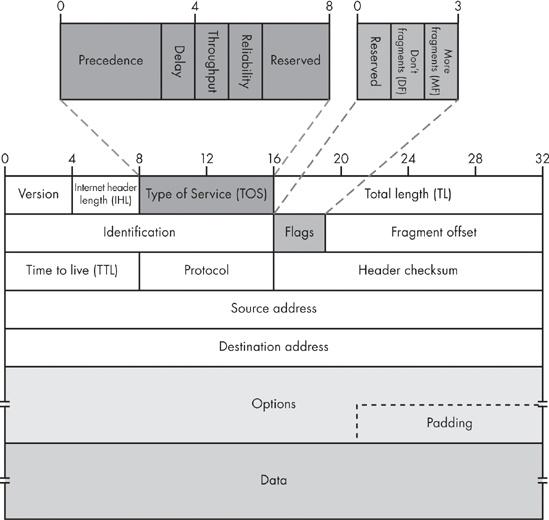 0 4 8 0 3
Precedence Delay Throughput Reliability Reserved Reserved Don't fragments (DF) More fragments (MF)
0 4 8 12 16 20 24 28 32
Version Internet header length (IHL) Type of Service (TOS) Total length (TL)
Identification Flags Fragment offset
Time to live (TTL) Protocol Header checksum
Source address
Destination address
Options
Padding
Data